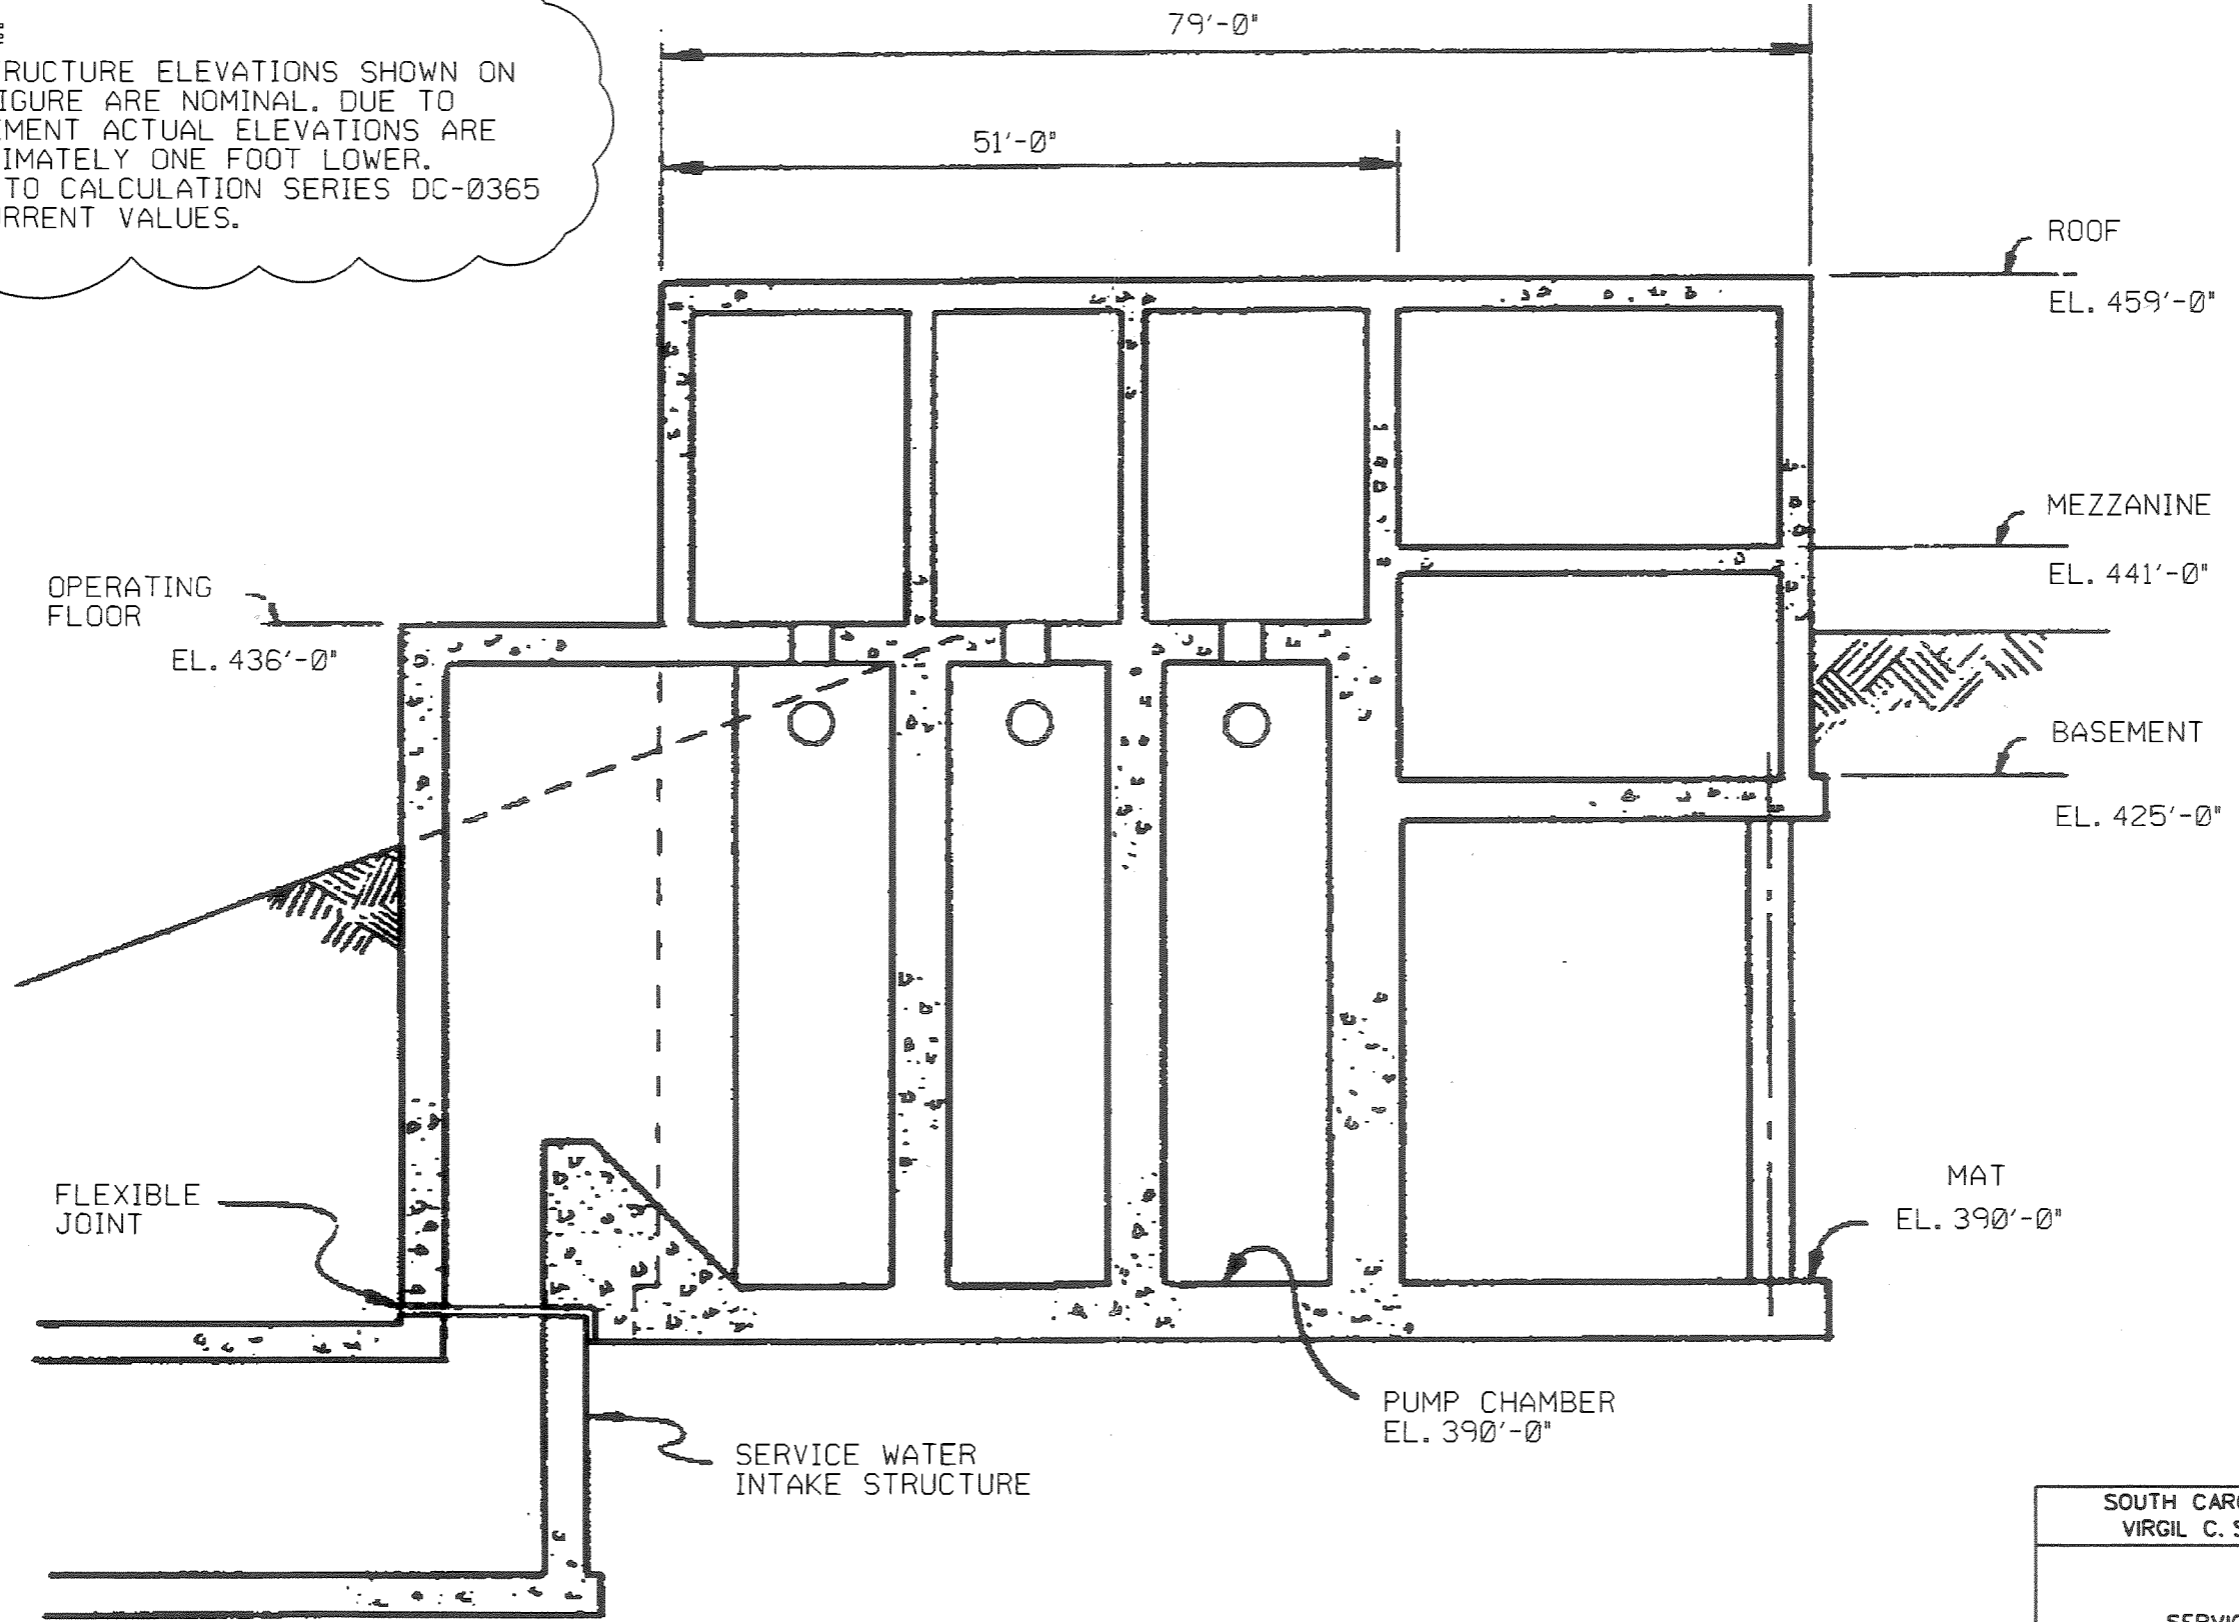 RUCTURE ELEVATIONS SHOWN ON
IGURE ARE NOMINAL. DUE TO
EMENT ACTUAL ELEVATIONS ARE
IMATELY ONE FOOT LOWER.
TO CALCULATION SERIES DC-0365
RRENT VALUES.
79'-0"
51'-0"
ROOF
EL. 459'-0"
MEZZANINE
EL. 441'-0"
OPERATING
FLOOR
EL. 436'-0"
BASEMENT
EL. 425'-0"
MAT
EL. 390'-0"
FLEXIBLE
JOINT
PUMP CHAMBER
EL. 390'-0"
SERVICE WATER
INTAKE STRUCTURE
SOUTH CAR
VIRGIL C. S
SERVIC